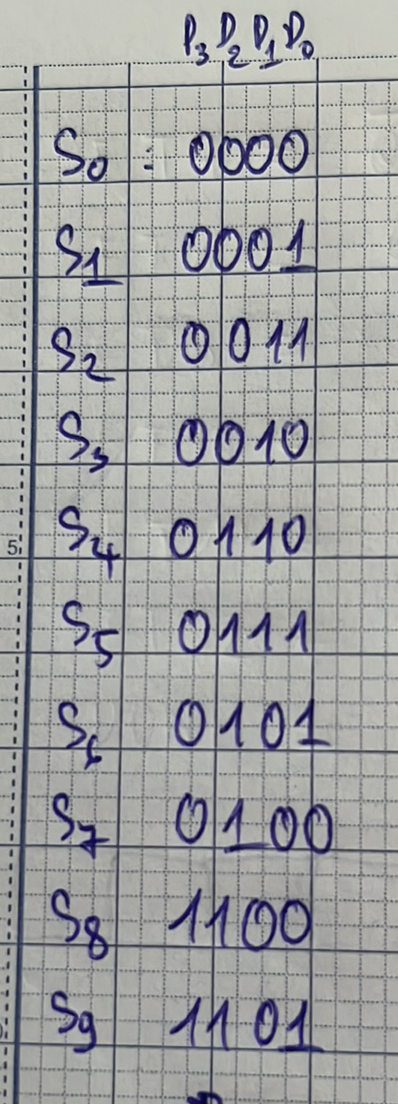 D₃ D₂ D₁ D₀
S₀ : 0000
S₁ 0001
S₂ 0011
S₃ 0010
S₄ 0110
5
S₅ 0111
S₆ 0101
S₇ 0100
S₈ 1100
S₉ 1101